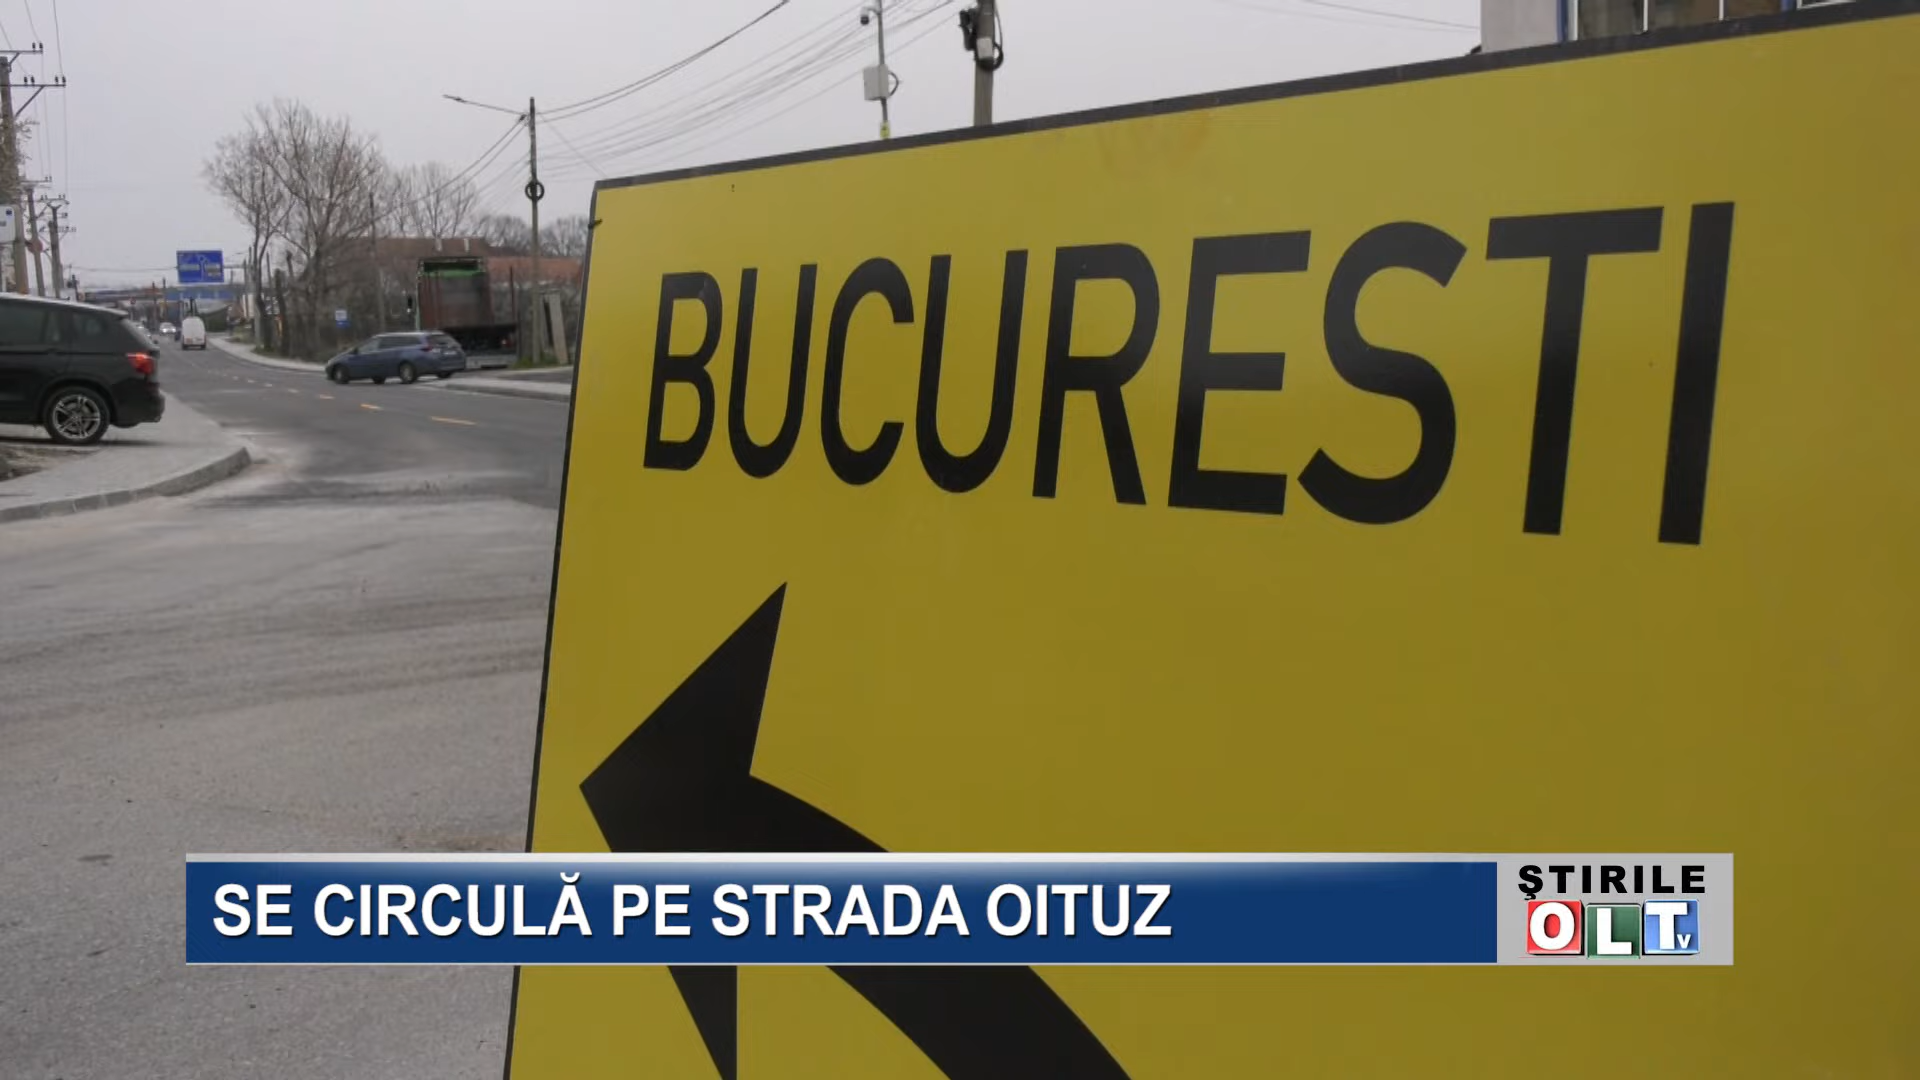 BUCURESTI
SE CIRCULĂ PE STRADA OITUZ
ŞTIRILE
OLTV